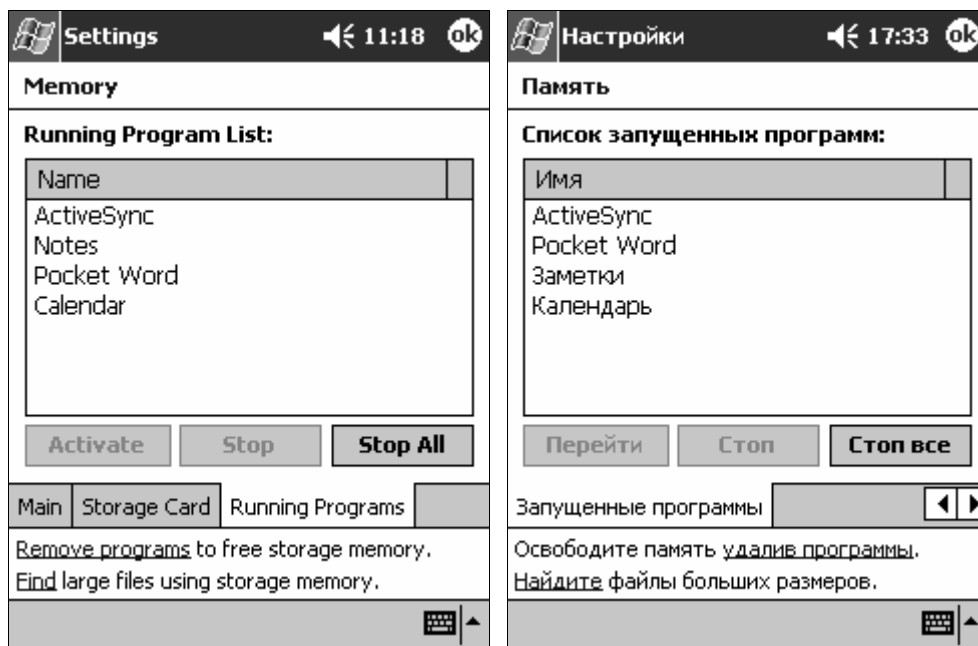 Settings 11:18 ok
Memory
Running Program List:
Name
ActiveSync
Notes
Pocket Word
Calendar
Activate Stop Stop All
Main Storage Card Running Programs
Remove programs to free storage memory.
Find large files using storage memory.
Настройки 17:33 ok
Память
Список запущенных программ:
Имя
ActiveSync
Pocket Word
Заметки
Календарь
Перейти Стоп Стоп все
Запущенные программы
Освободите память удалив программы.
Найдите файлы больших размеров.